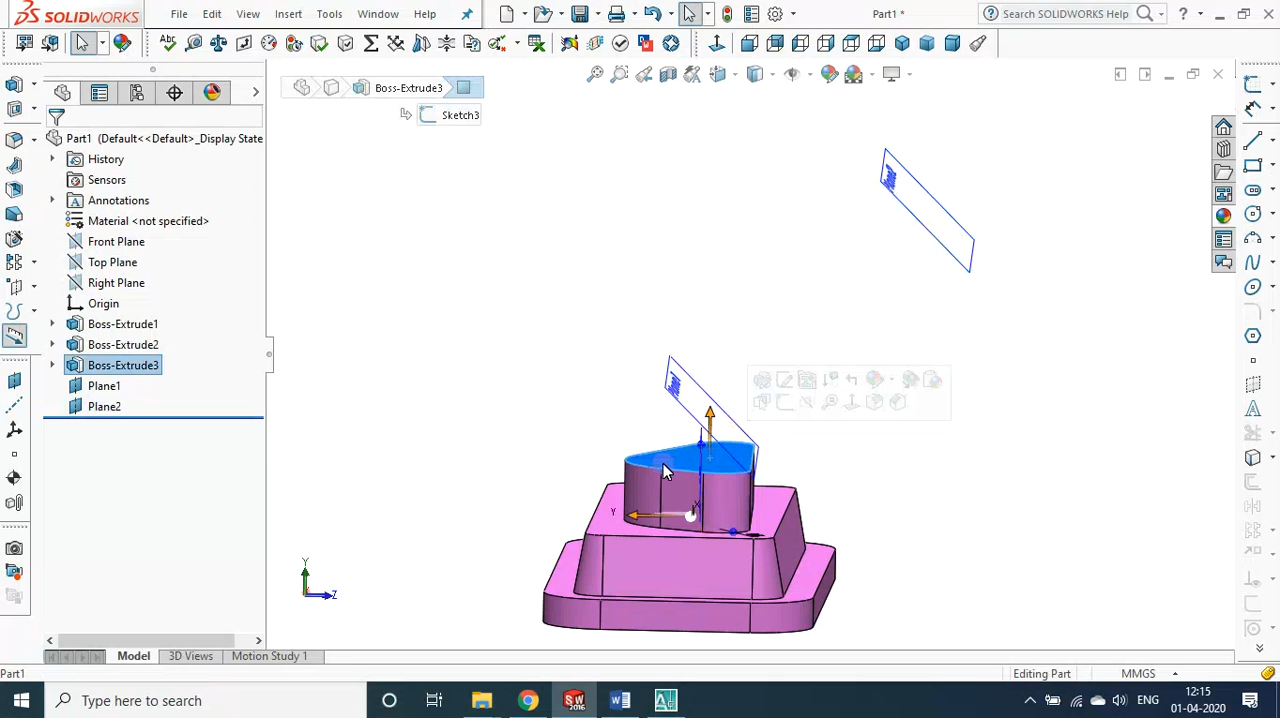 SOLIDWORKS File Edit View Insert Tools Window Help Part1 * Search SOLIDWORKS Help ?
Boss-Extrude3
Sketch3
Part1 (Default<<Default>_Display State
History
Sensors
Annotations
Material <not specified>
Front Plane
Top Plane
Right Plane
Origin
Boss-Extrude1
Boss-Extrude2
Boss-Extrude3
Plane1
Plane2
Y
X
Y
Z
Model 3D Views Motion Study 1
Part1 Editing Part MMGS
Type here to search ENG 12:15
01-04-2020